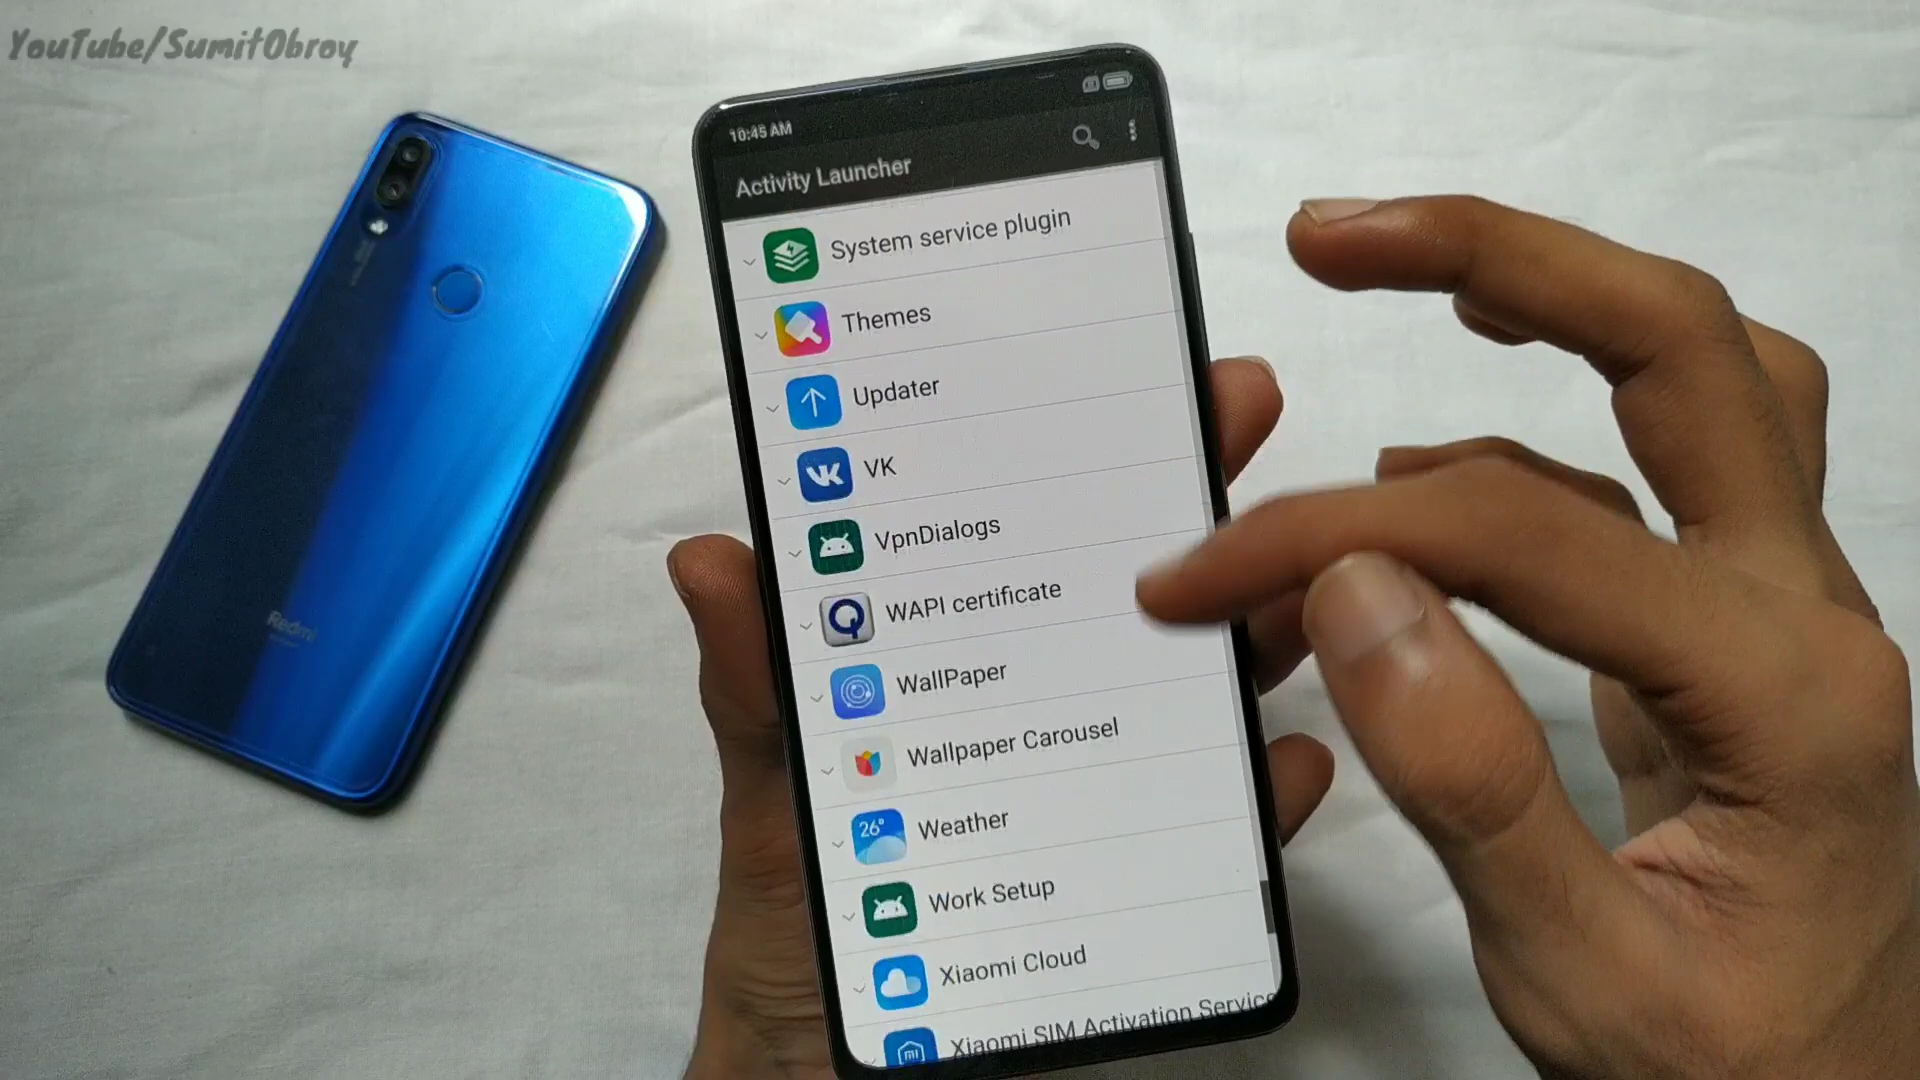 YouTube/SumitObroy
10:45 AM
Activity Launcher
System service plugin
Themes
Updater
VK
VpnDialogs
WAPI certificate
WallPaper
Wallpaper Carousel
26°
Weather
Work Setup
Xiaomi Cloud
Xiaomi SIM Activation Service
Redmi